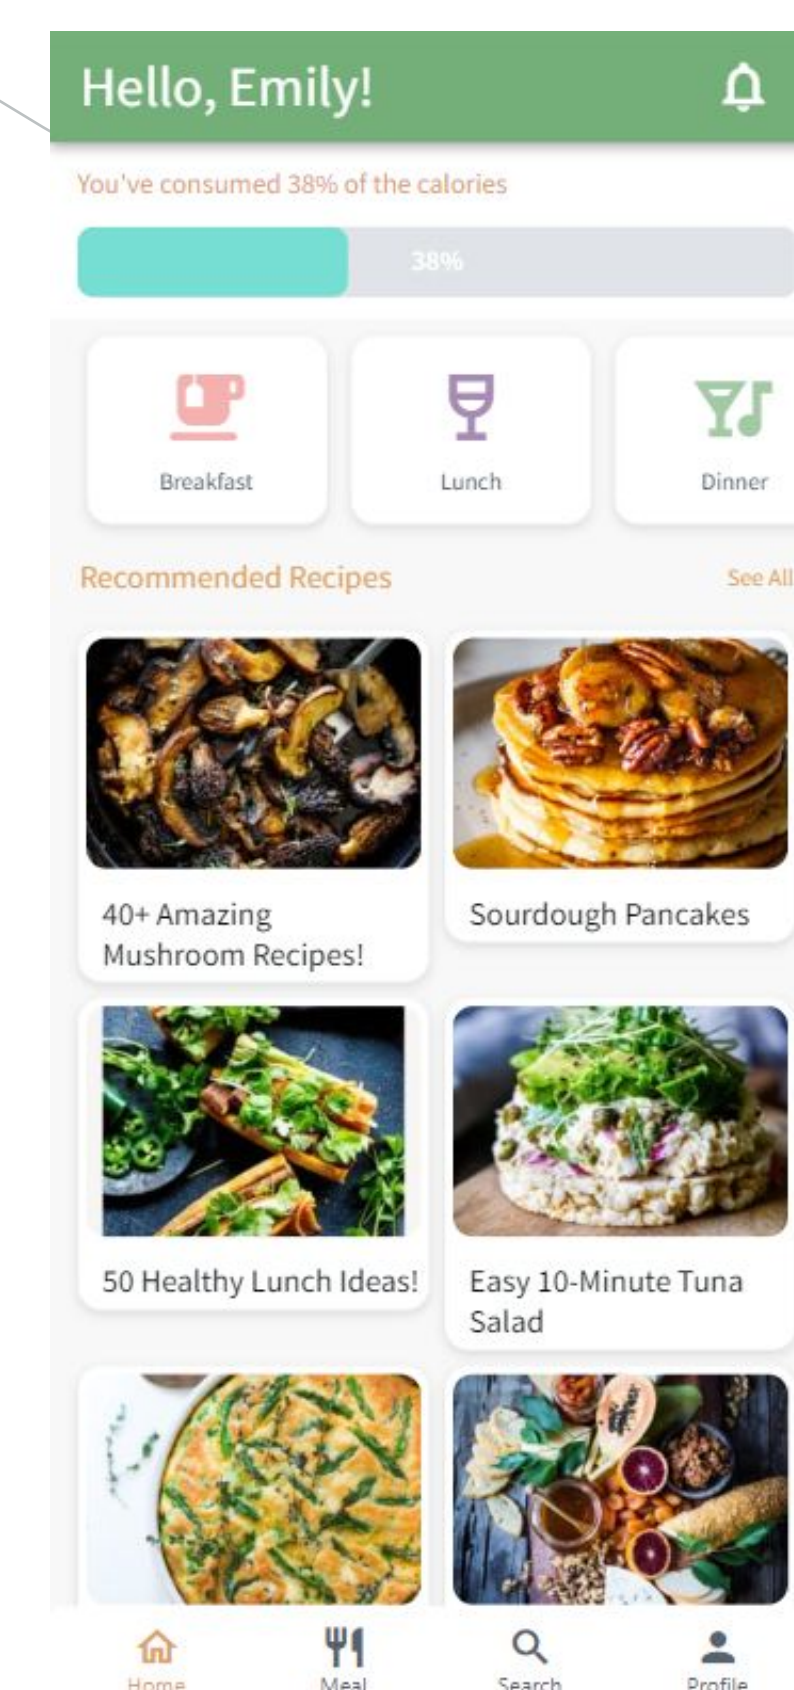 Hello, Emily!
You've consumed 38% of the calories
38%
Breakfast
Lunch
Dinner
Recommended Recipes
See All
40+ Amazing
Mushroom Recipes!
Sourdough Pancakes
50 Healthy Lunch Ideas!
Easy 10-Minute Tuna
Salad
Home
Meal
Search
Profile